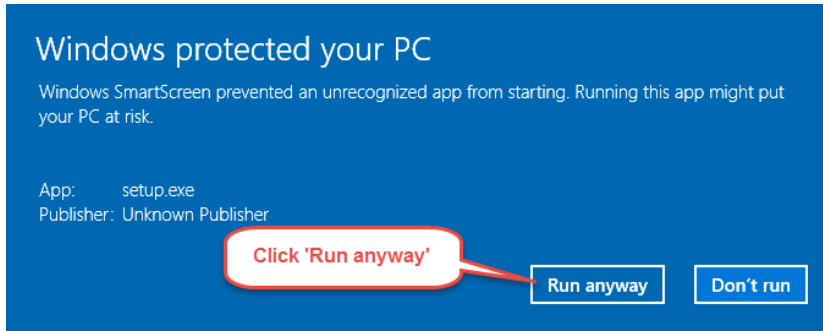 Windows protected your PC
Windows SmartScreen prevented an unrecognized app from starting. Running this app might put
your PC at risk.
App: setup.exe
Publisher: Unknown Publisher
Click 'Run anyway'
Run anyway Don't run